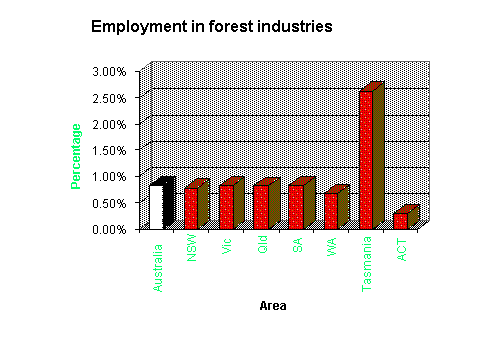 Employment in forest industries
3.00%
2.50%
2.00%
1.50%
1.00%
0.50%
0.00%
Percentage
Australia
NSW
Vic
Qld
SA
WA
Tasmania
ACT
Area